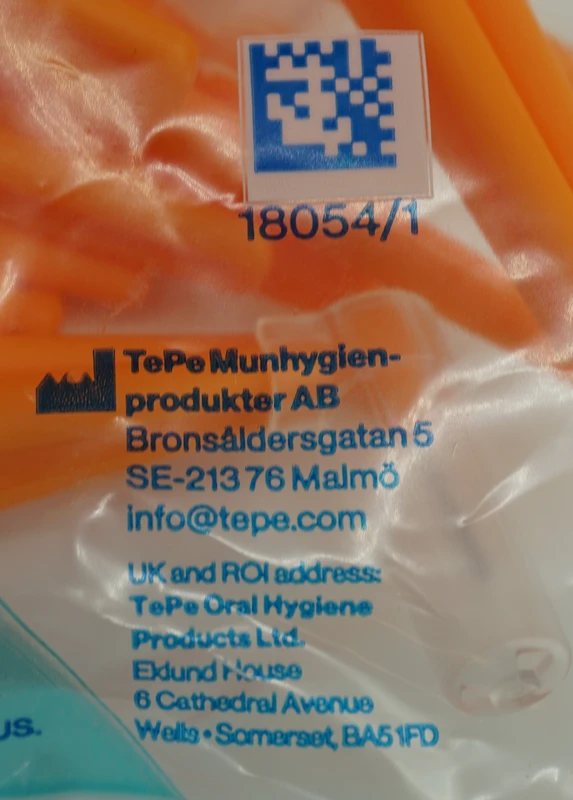 18054/1
TePe Munhygien-
produkter AB
Bronsåldersgatan 5
SE-213 76 Malmö
info@tepe.com
UK and ROI address:
TePe Oral Hygiene
Products Ltd.
Eklund House
6 Cathedral Avenue
us.
Wells • Somerset, BA5 1FD